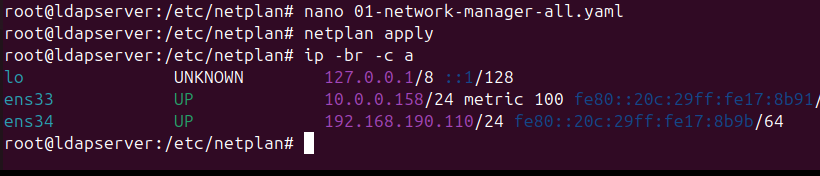 root@ldapserver:/etc/netplan# nano 01-network-manager-all.yaml
root@ldapserver:/etc/netplan# netplan apply
root@ldapserver:/etc/netplan# ip -br -c a
lo UNKNOWN 127.0.0.1/8 ::1/128
ens33 UP 10.0.0.158/24 metric 100 fe80::20c:29ff:fe17:8b91/
ens34 UP 192.168.190.110/24 fe80::20c:29ff:fe17:8b9b/64
root@ldapserver:/etc/netplan#